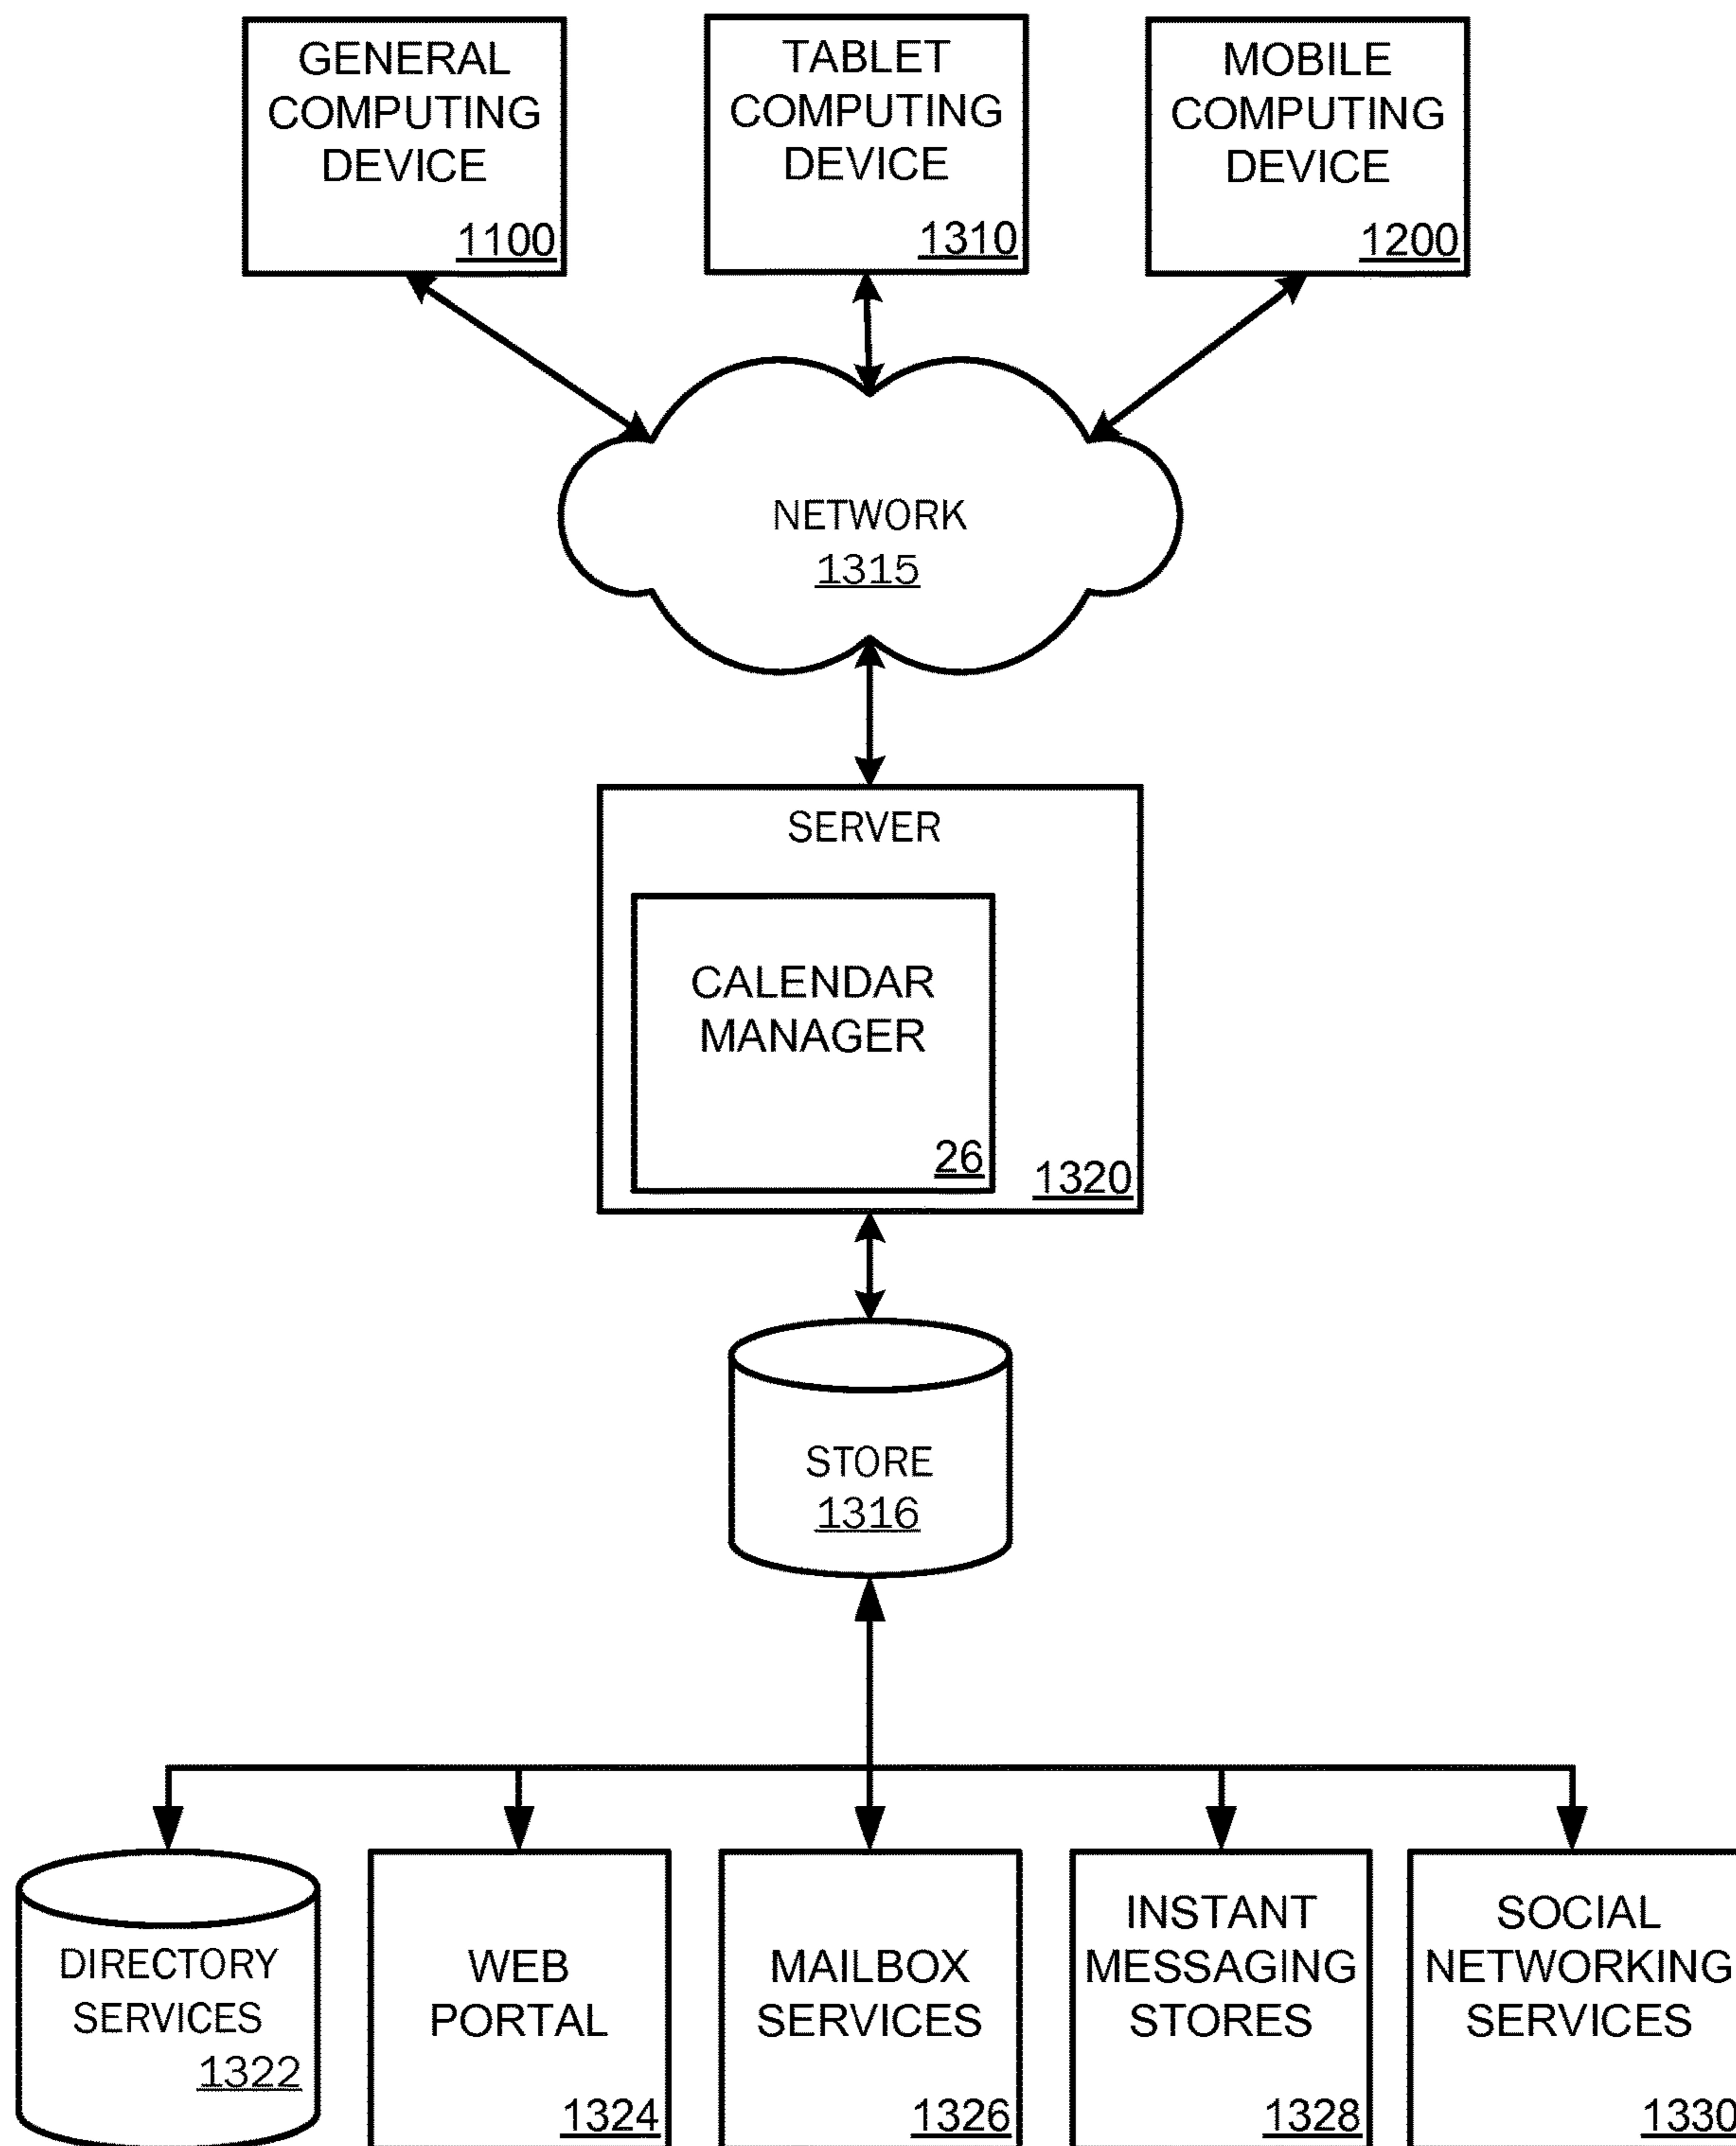 GENERAL
COMPUTING
DEVICE
1100
TABLET
COMPUTING
DEVICE
1310
MOBILE
COMPUTING
DEVICE
1200
NETWORK
1315
SERVER
CALENDAR
MANAGER
26
1320
STORE
1316
DIRECTORY
SERVICES
1322
WEB
PORTAL
1324
MAILBOX
SERVICES
1326
INSTANT
MESSAGING
STORES
1328
SOCIAL
NETWORKING
SERVICES
1330